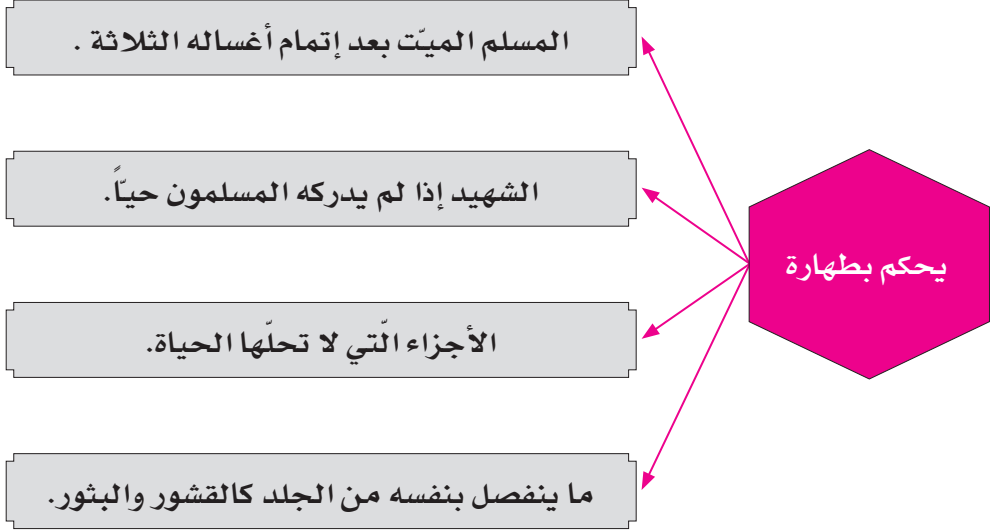 يحكم بطهارة
المسلم الميّت بعد إتمام أغساله الثلاثة .
الشهيد إذا لم يدركه المسلمون حيّاً.
الأجزاء الّتي لا تحلّها الحياة.
ما ينفصل بنفسه من الجلد كالقشور والبثور.